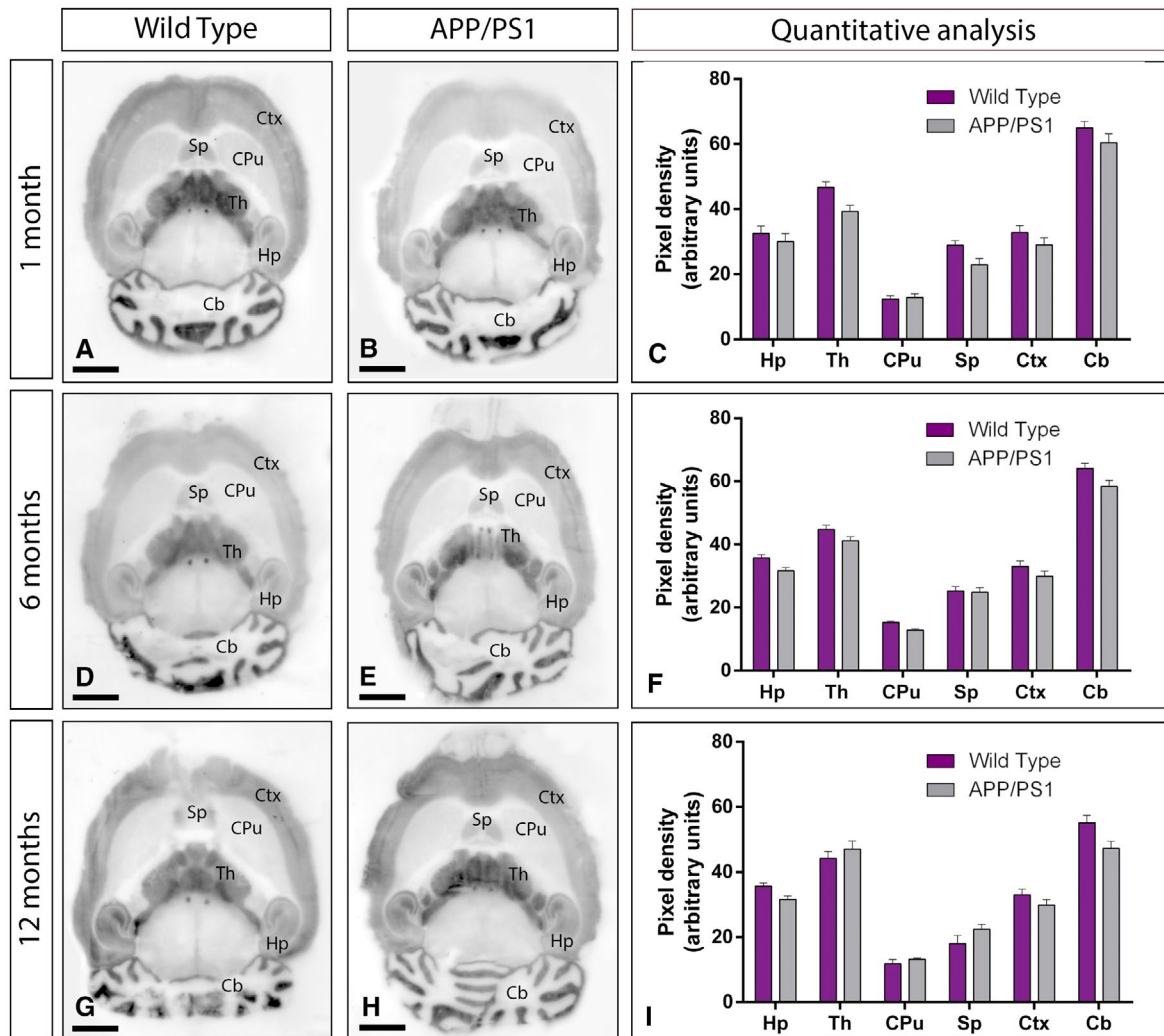 Wild Type
APP/PS1
Quantitative analysis
1 month
Ctx
Sp
CPu
Th
Hp
Cb
A
Ctx
Sp
CPu
Th
Hp
Cb
B
Pixel density
(arbitrary units)
80
60
40
20
0
Wild Type
APP/PS1
Hp Th CPu Sp Ctx Cb
C
6 months
Ctx
Sp
CPu
Th
Hp
Cb
D
Ctx
Sp
CPu
Th
Hp
Cb
E
Pixel density
(arbitrary units)
80
60
40
20
0
Wild Type
APP/PS1
Hp Th CPu Sp Ctx Cb
F
12 months
Ctx
Sp
CPu
Th
Hp
Cb
G
Ctx
Sp
CPu
Th
Hp
Cb
H
Pixel density
(arbitrary units)
80
60
40
20
0
Wild Type
APP/PS1
Hp Th CPu Sp Ctx Cb
I